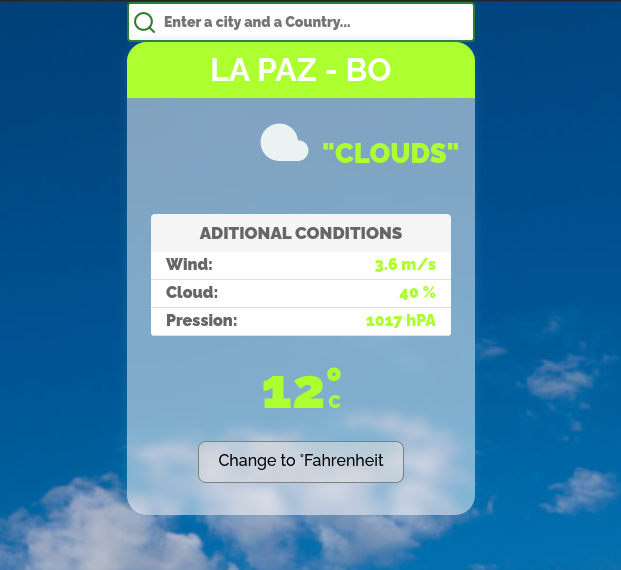 Enter a city and a Country...
LA PAZ - BO
"CLOUDS"
ADITIONAL CONDITIONS
Wind: 3.6 m/s
Cloud: 40 %
Pression: 1017 hPA
12° C
Change to °Fahrenheit